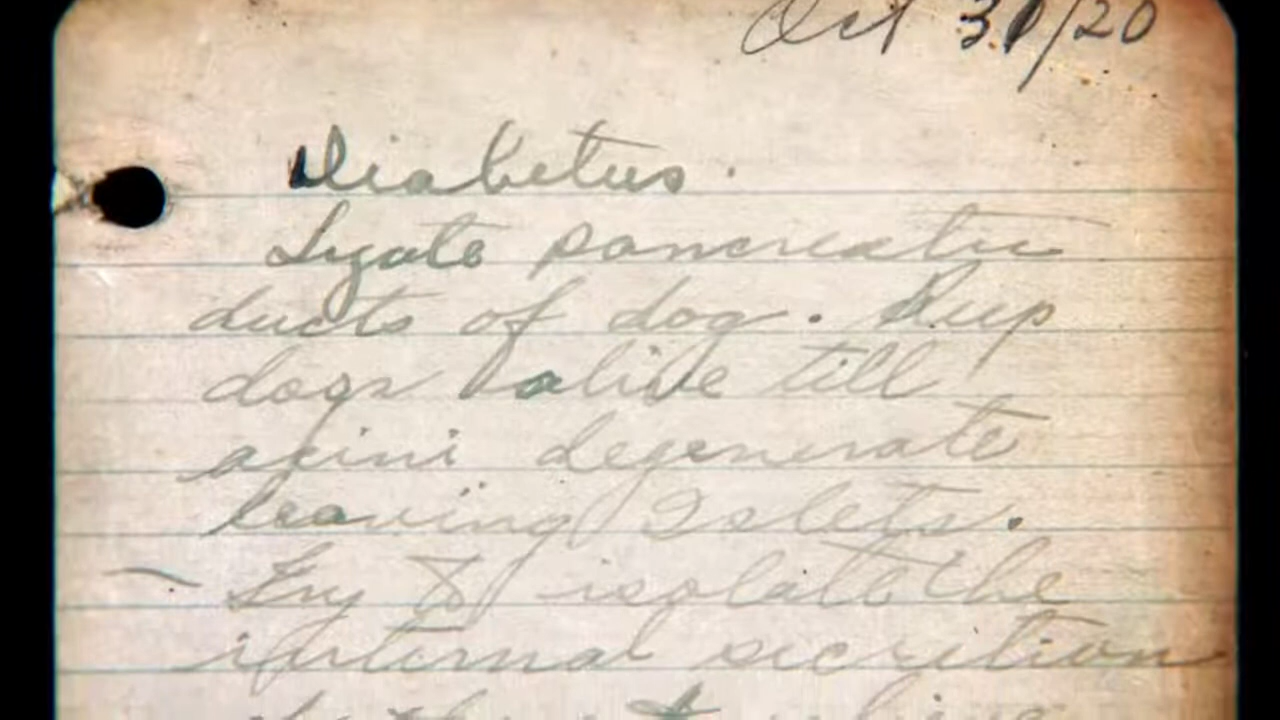 Oct 31/20
Diabetus.
Ligate pancreatic
ducts of dog. Keep
dogs alive till
acini degenerate
leaving Islets.
Try to isolate the
internal secretion